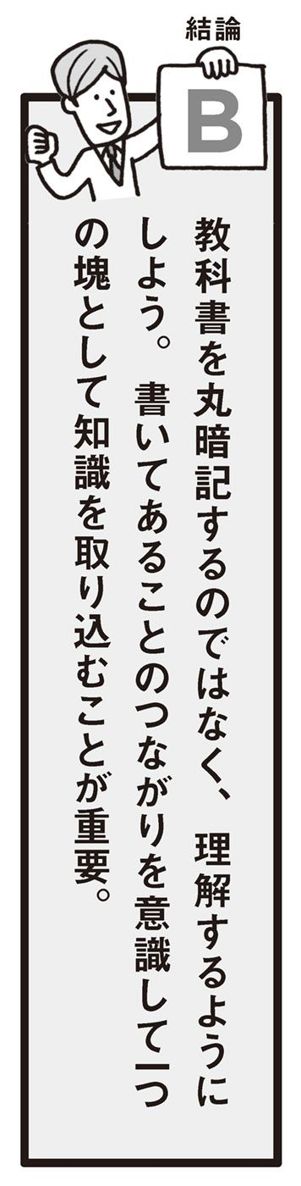 結論
B
教科書を丸暗記するのではなく、理解するように
しよう。書いてあることのつながりを意識して一つ
の塊として知識を取り込むことが重要。